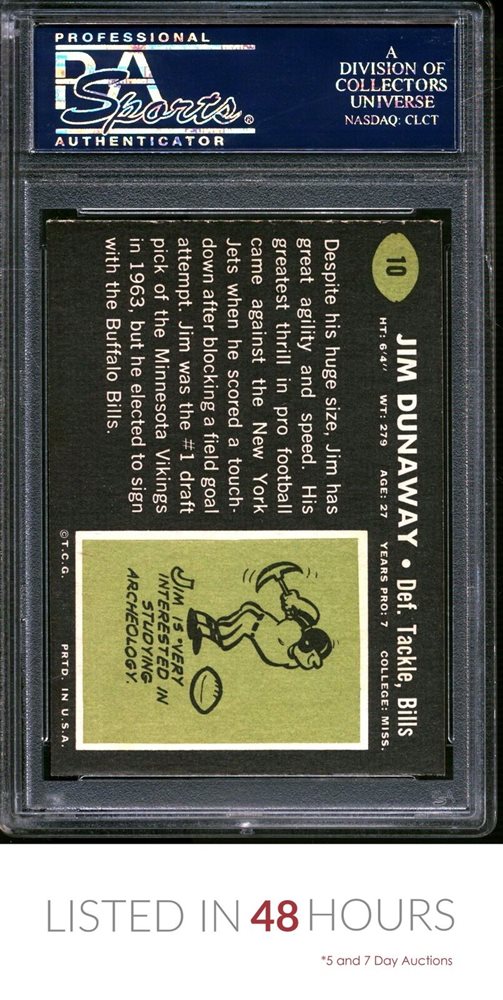 PROFESSIONAL
PSA
Sports®
AUTHENTICATOR
A
DIVISION OF
COLLECTORS
UNIVERSE
NASDAQ: CLCT
10
JIM DUNAWAY • Def. Tackle, Bills
HT: 6'4" WT: 279 AGE: 27 YEARS PRO: 7 COLLEGE: MISS.
Despite his huge size, Jim has
great agility and speed. His
greatest thrill in pro football
came against the New York
Jets when he scored a touch-
down after blocking a field goal
attempt. Jim was the #1 draft
pick of the Minnesota Vikings
in 1963, but he elected to sign
with the Buffalo Bills.
JIM IS VERY
INTERESTED IN
STUDYING
ARCHEOLOGY.
©T.C.G. PRTD. IN U.S.A.
LISTED IN 48 HOURS
*5 and 7 Day Auctions